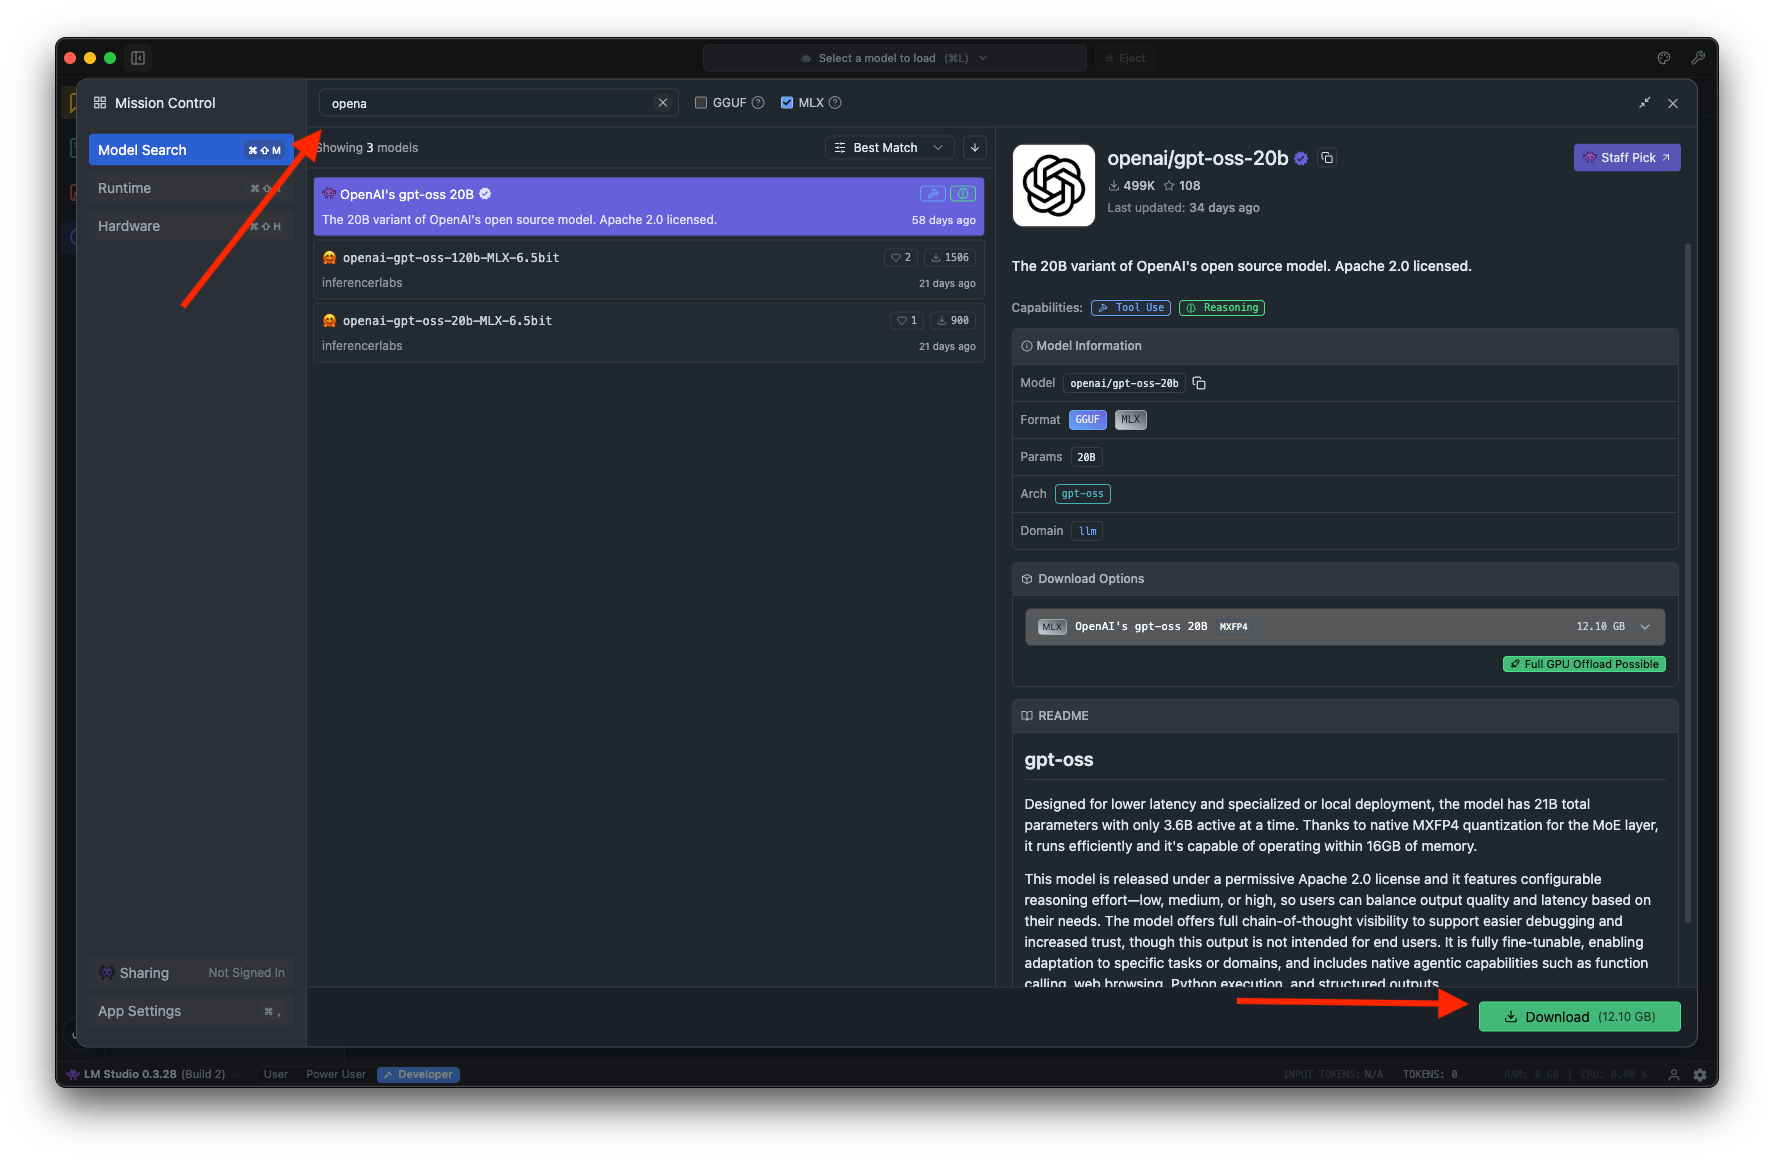 Select a model to load (⌘L)
Eject
Mission Control
opena
GGUF
MLX
Model Search ⌘ ⇧ M
Runtime
Hardware ⌘ ⇧ H
Showing 3 models
Best Match
OpenAI's gpt-oss 20B
The 20B variant of OpenAI's open source model. Apache 2.0 licensed.
58 days ago
openai-gpt-oss-120b-MLX-6.5bit
2
1506
inferencerlabs
21 days ago
openai-gpt-oss-20b-MLX-6.5bit
1
900
inferencerlabs
21 days ago
openai/gpt-oss-20b
Staff Pick
499K 108
Last updated: 34 days ago
The 20B variant of OpenAI's open source model. Apache 2.0 licensed.
Capabilities: Tool Use Reasoning
Model Information
Model openai/gpt-oss-20b
Format GGUF MLX
Params 20B
Arch gpt-oss
Domain llm
Download Options
MLX OpenAI's gpt-oss 20B MXFP4 12.10 GB
Full GPU Offload Possible
README
gpt-oss
Designed for lower latency and specialized or local deployment, the model has 21B total
parameters with only 3.6B active at a time. Thanks to native MXFP4 quantization for the MoE layer,
it runs efficiently and it's capable of operating within 16GB of memory.
This model is released under a permissive Apache 2.0 license and it features configurable
reasoning effort—low, medium, or high, so users can balance output quality and latency based on
their needs. The model offers full chain-of-thought visibility to support easier debugging and
increased trust, though this output is not intended for end users. It is fully fine-tunable, enabling
adaptation to specific tasks or domains, and includes native agentic capabilities such as function
calling, web browsing, Python execution, and structured outputs.
Sharing Not Signed In
App Settings ⌘ ,
Download (12.10 GB)
LM Studio 0.3.28 (Build 2)
User
Power User
Developer
INPUT TOKENS: N/A
TOKENS: 0
RAM: 0 GB | CPU: 0.00 %